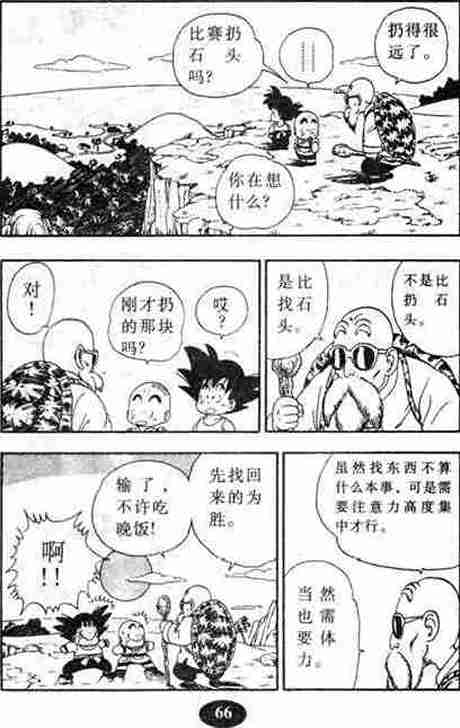 扔得很
远了。
………
比赛扔
石头
吗?
你在想
什么?
不是比
扔石
头。
是比
找石
头。
哎?
刚才扔
的那块
吗?
对!
虽然找东西不算
什么本事,可是需
要注意力高度集
中才行。
当然
也需
要体
力。
先找回
来的为
胜。
输了,
不许吃
晚饭!
啊
!!
66